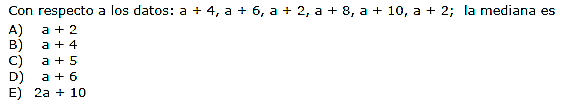 Con respecto a los datos: a + 4, a + 6, a + 2, a + 8, a + 10, a + 2; la mediana es
A) a + 2
B) a + 4
C) a + 5
D) a + 6
E) 2a + 10